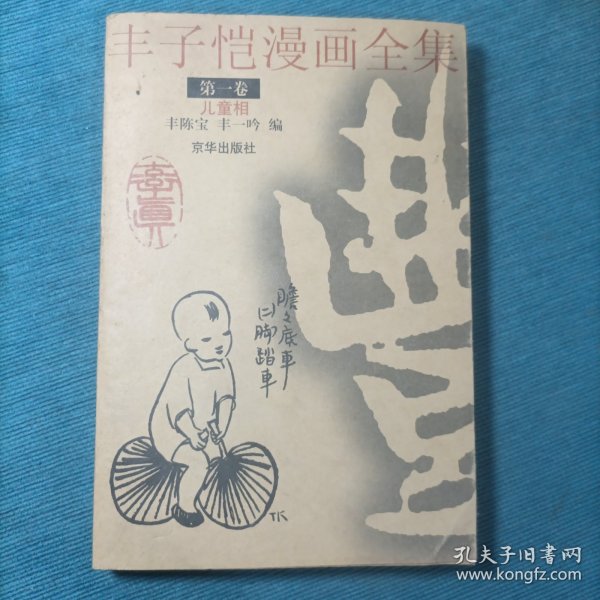 丰子恺漫画全集
第一卷
儿童相
丰陈宝 丰一吟 编
京华出版社
瞻々底車
(二)脚踏車
TK
孔夫子旧书网
www.kongfz.com